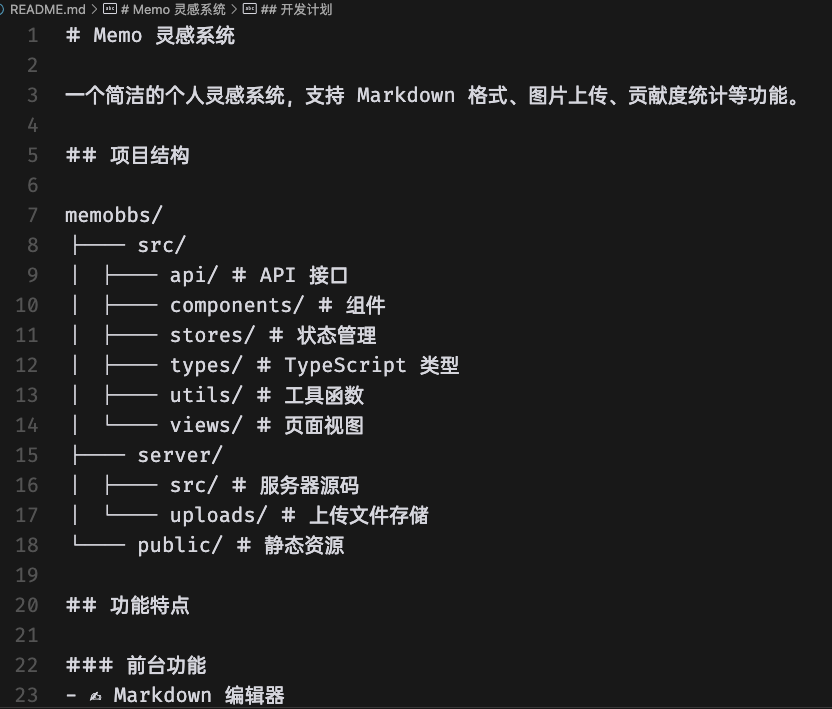 README.md > # Memo 灵感系统 > ## 开发计划
1 # Memo 灵感系统
2
3 一个简洁的个人灵感系统，支持 Markdown 格式、图片上传、贡献度统计等功能。
4
5 ## 项目结构
6
7 memobbs/
8 ├── src/
9 │ ├── api/ # API 接口
10 │ ├── components/ # 组件
11 │ ├── stores/ # 状态管理
12 │ ├── types/ # TypeScript 类型
13 │ ├── utils/ # 工具函数
14 │ └── views/ # 页面视图
15 ├── server/
16 │ ├── src/ # 服务器源码
17 │ └── uploads/ # 上传文件存储
18 └── public/ # 静态资源
19
20 ## 功能特点
21
22 ### 前台功能
23 - ✍ Markdown 编辑器